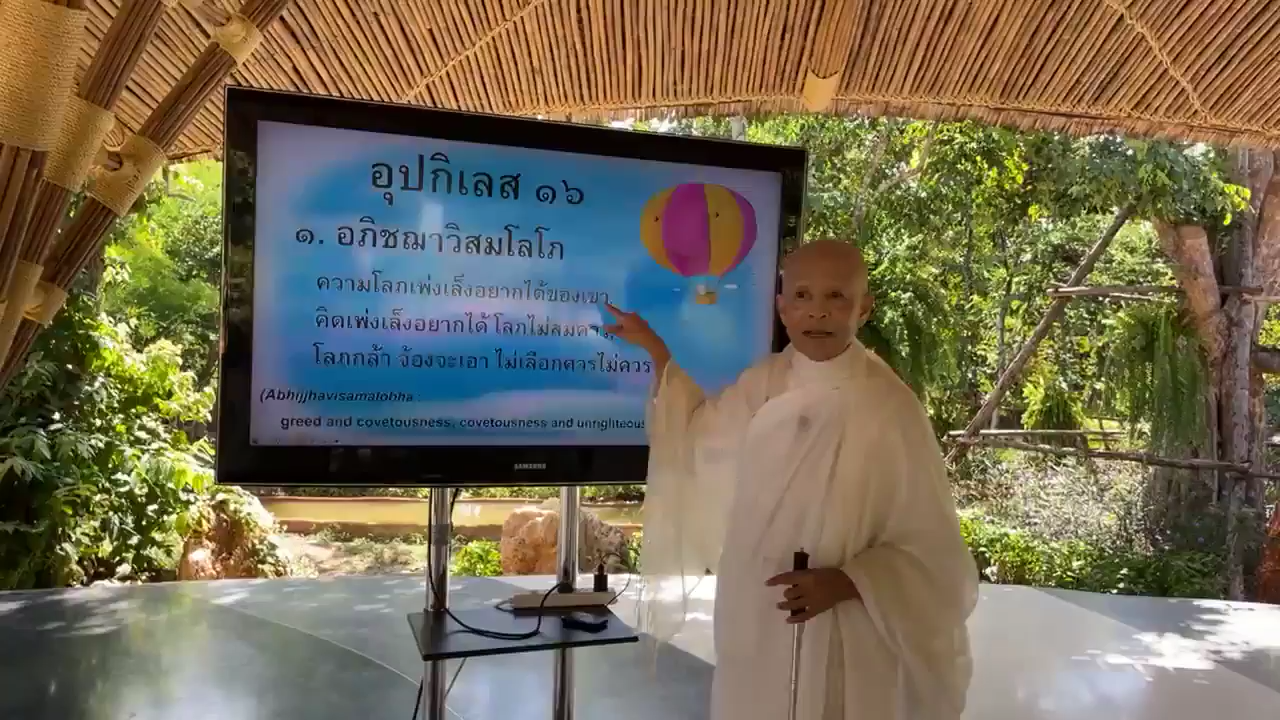 อุปกิเลส ๑๖
๑. อภิชฌาวิสมโลโภ
ความโลภเพ่งเล็งอยากได้ของเขา
คิดเพ่งเล็งอยากได้ โลภไม่สมควร
โลภกล้า จ้องจะเอา ไม่เลือกควรไม่ควร
(Abhijjhavisamalobha :
greed and covetousness, covetousness and unrighteous
SAMSUNG